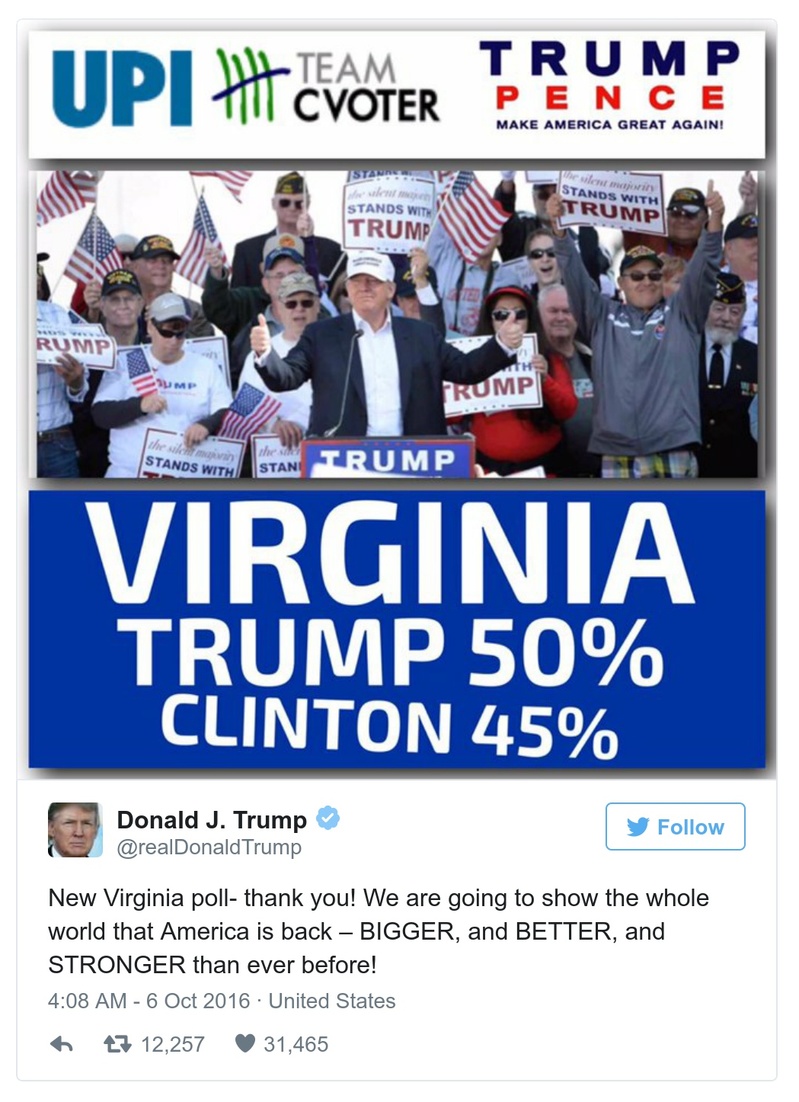 UPI TEAM CVOTER
TRUMP
PENCE
MAKE AMERICA GREAT AGAIN!
the silent majority
STANDS WITH
TRUMP
the silent majority
STANDS WITH
TRUMP
RUMP
TRUMP
the silent majority
STANDS WITH
STAN
TRUMP
VIRGINIA
TRUMP 50%
CLINTON 45%
Donald J. Trump
@realDonaldTrump
Follow
New Virginia poll- thank you! We are going to show the whole
world that America is back – BIGGER, and BETTER, and
STRONGER than ever before!
4:08 AM - 6 Oct 2016 · United States
12,257 31,465